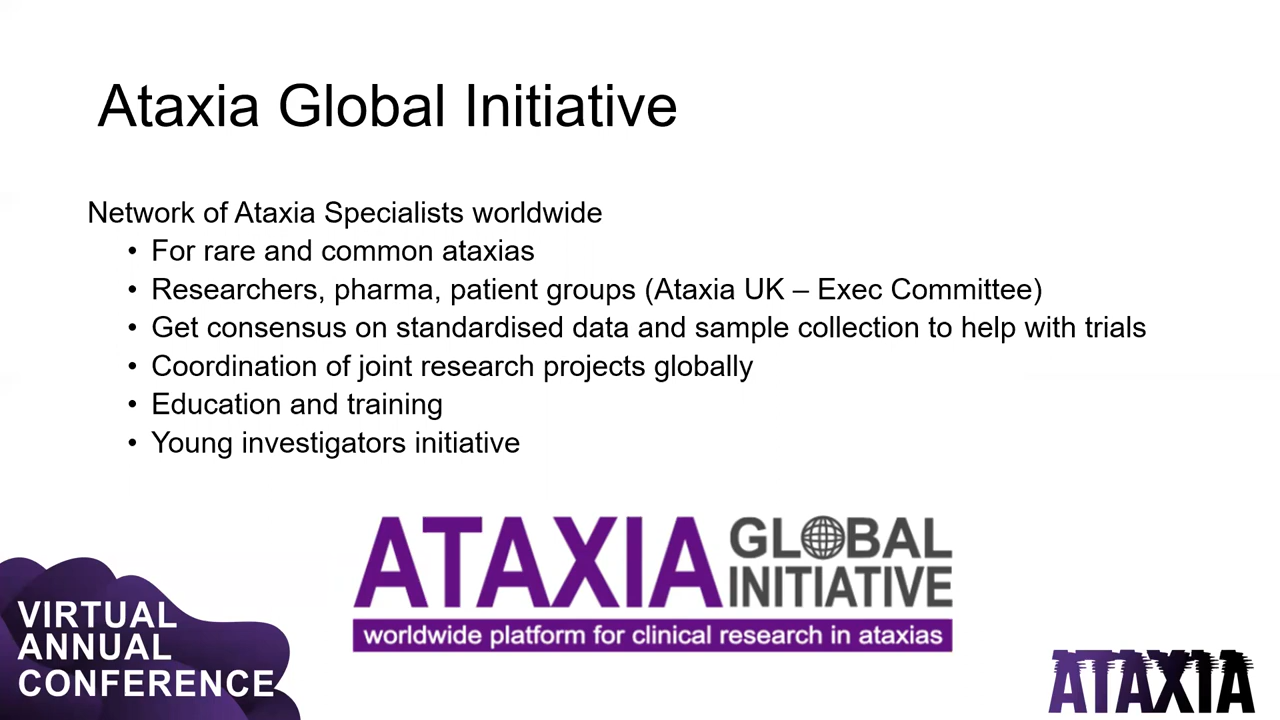 Ataxia Global Initiative
Network of Ataxia Specialists worldwide
• For rare and common ataxias
• Researchers, pharma, patient groups (Ataxia UK – Exec Committee)
• Get consensus on standardised data and sample collection to help with trials
• Coordination of joint research projects globally
• Education and training
• Young investigators initiative
ATAXIA GLOBAL
INITIATIVE
worldwide platform for clinical research in ataxias
VIRTUAL
ANNUAL
CONFERENCE
ATAXIA